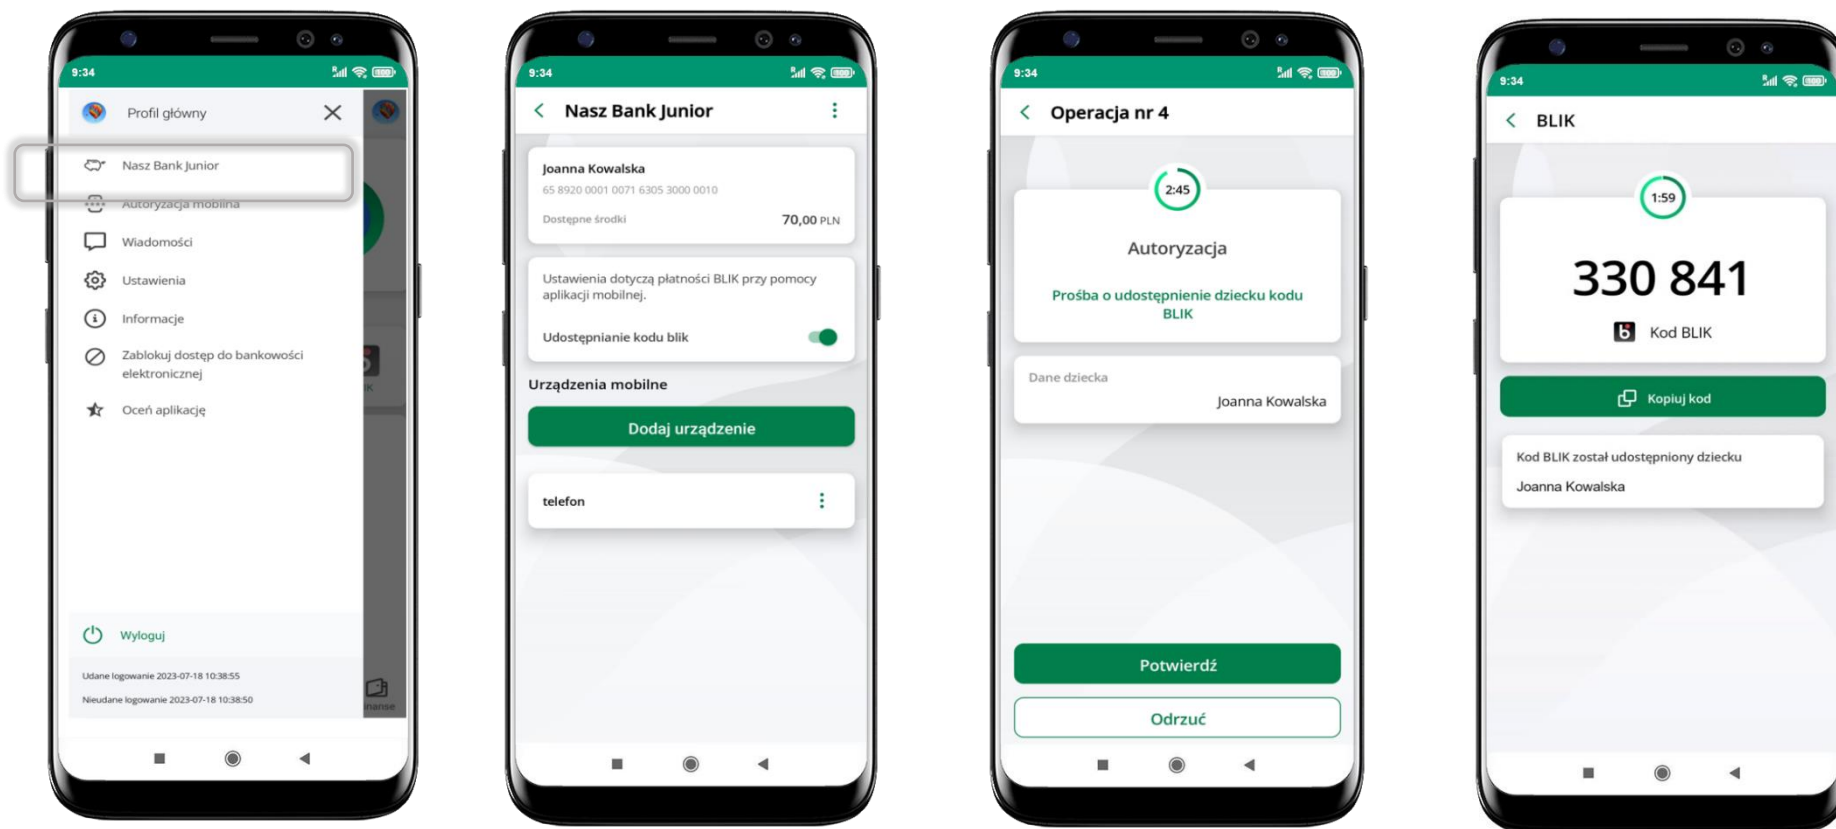 9:34
Profil główny
Nasz Bank Junior
Autoryzacja mobilna
Wiadomości
Ustawienia
Informacje
Zablokuj dostęp do bankowości
elektronicznej
Oceń aplikację
Wyloguj
Udane logowanie 2023-07-18 10:38:55
Nieudane logowanie 2023-07-18 10:38:50
9:34
Nasz Bank Junior
Joanna Kowalska
65 8920 0001 0071 6305 3000 0010
Dostępne środki 70,00 PLN
Ustawienia dotyczą płatności BLIK przy pomocy
aplikacji mobilnej.
Udostępnianie kodu blik
Urządzenia mobilne
Dodaj urządzenie
telefon
9:34
Operacja nr 4
2:45
Autoryzacja
Prośba o udostępnienie dziecku kodu
BLIK
Dane dziecka
Joanna Kowalska
Potwierdź
Odrzuć
9:34
BLIK
1:59
330 841
Kod BLIK
Kopiuj kod
Kod BLIK został udostępniony dziecku
Joanna Kowalska